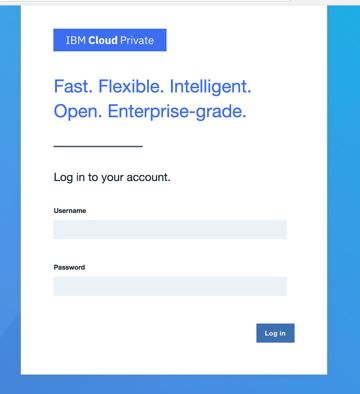 IBM Cloud Private
Fast. Flexible. Intelligent.
Open. Enterprise-grade.
Log in to your account.
Username
Password
Log in